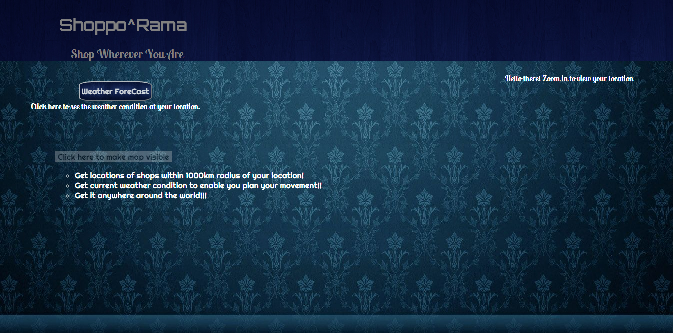 Shoppo^Rama
Shop Wherever You Are
Hello there! Zoom in to view your location
Weather ForeCast
Click here to see the weather condition at your location.
Click here to make map visible
Get locations of shops within 1000km radius of your location!
Get current weather condition to enable you plan your movement!!
Get it anywhere around the world!!!